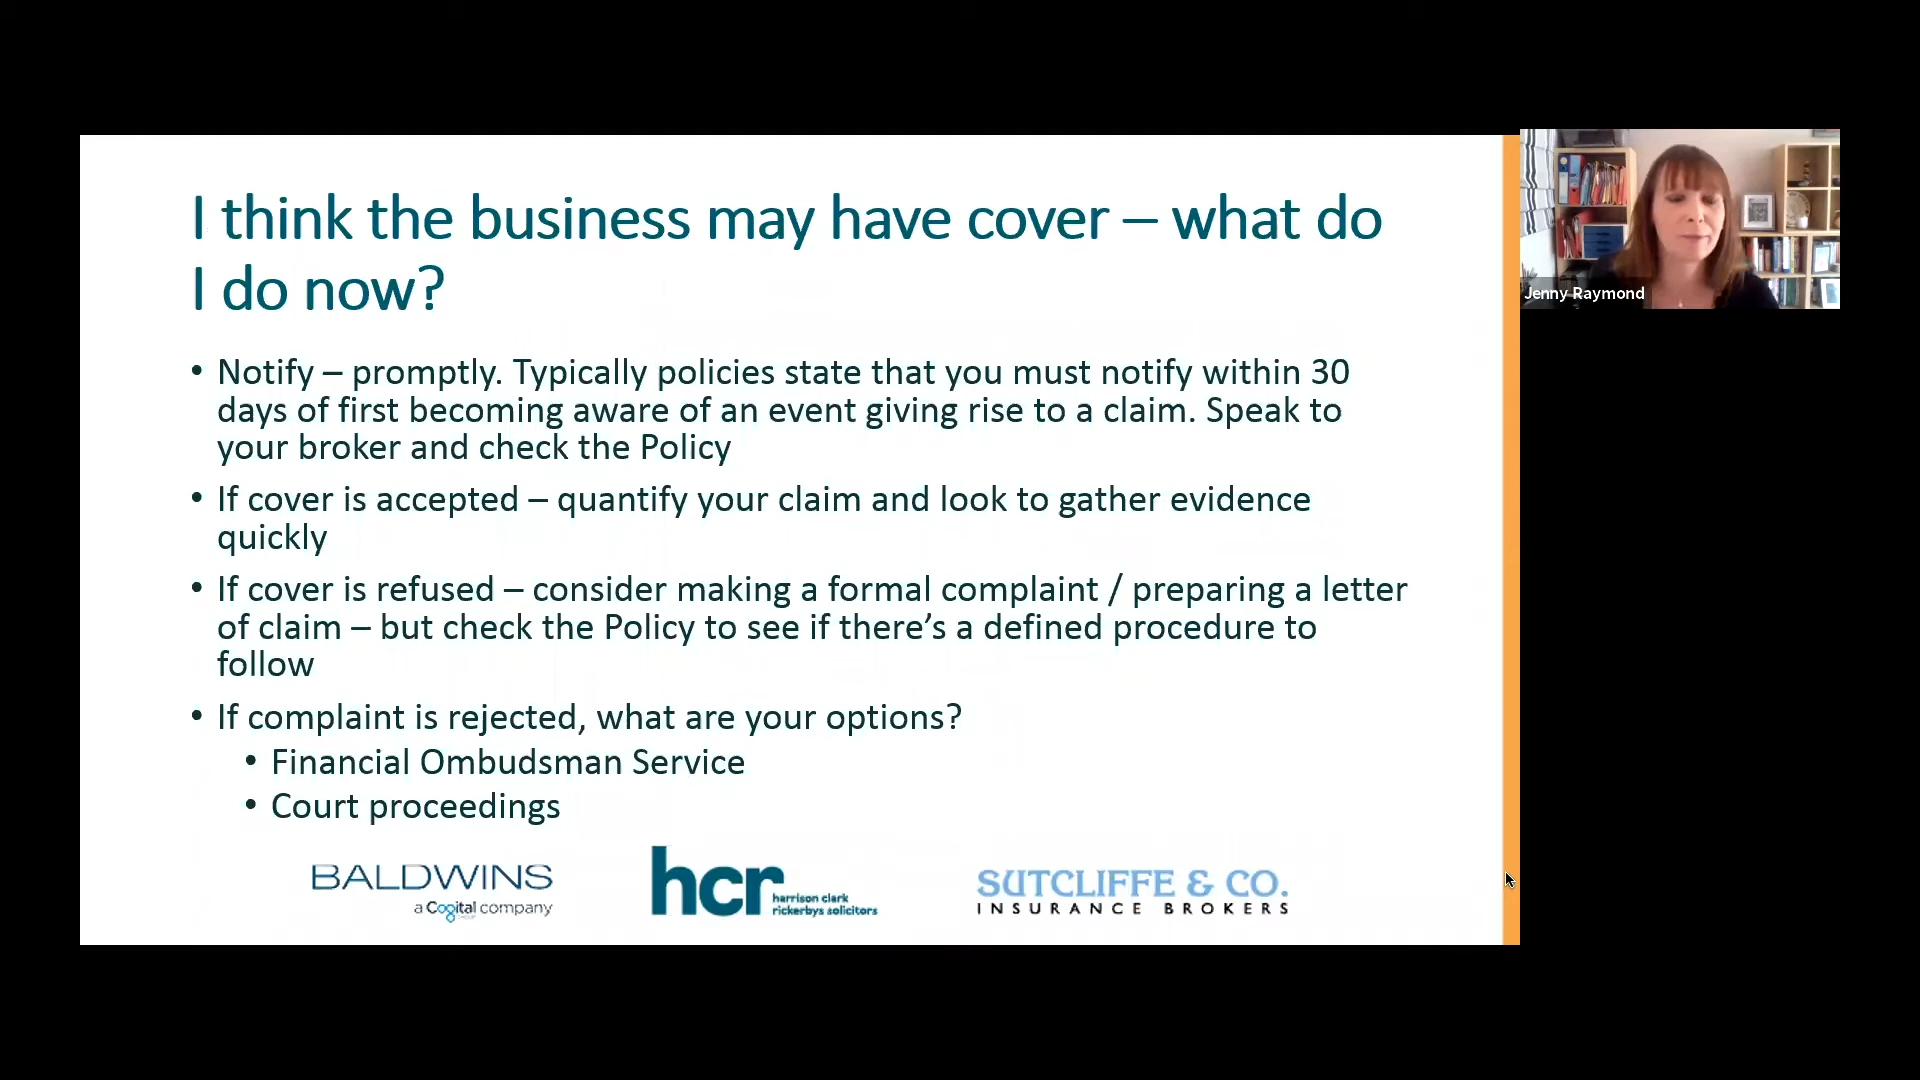 I think the business may have cover – what do
I do now?
• Notify – promptly. Typically policies state that you must notify within 30
days of first becoming aware of an event giving rise to a claim. Speak to
your broker and check the Policy
• If cover is accepted – quantify your claim and look to gather evidence
quickly
• If cover is refused – consider making a formal complaint / preparing a letter
of claim – but check the Policy to see if there’s a defined procedure to
follow
• If complaint is rejected, what are your options?
• Financial Ombudsman Service
• Court proceedings
BALDWINS
a Cogital company
hcr
harrison clark
rickerbys solicitors
SUTCLIFFE & CO.
INSURANCE BROKERS
Jenny Raymond